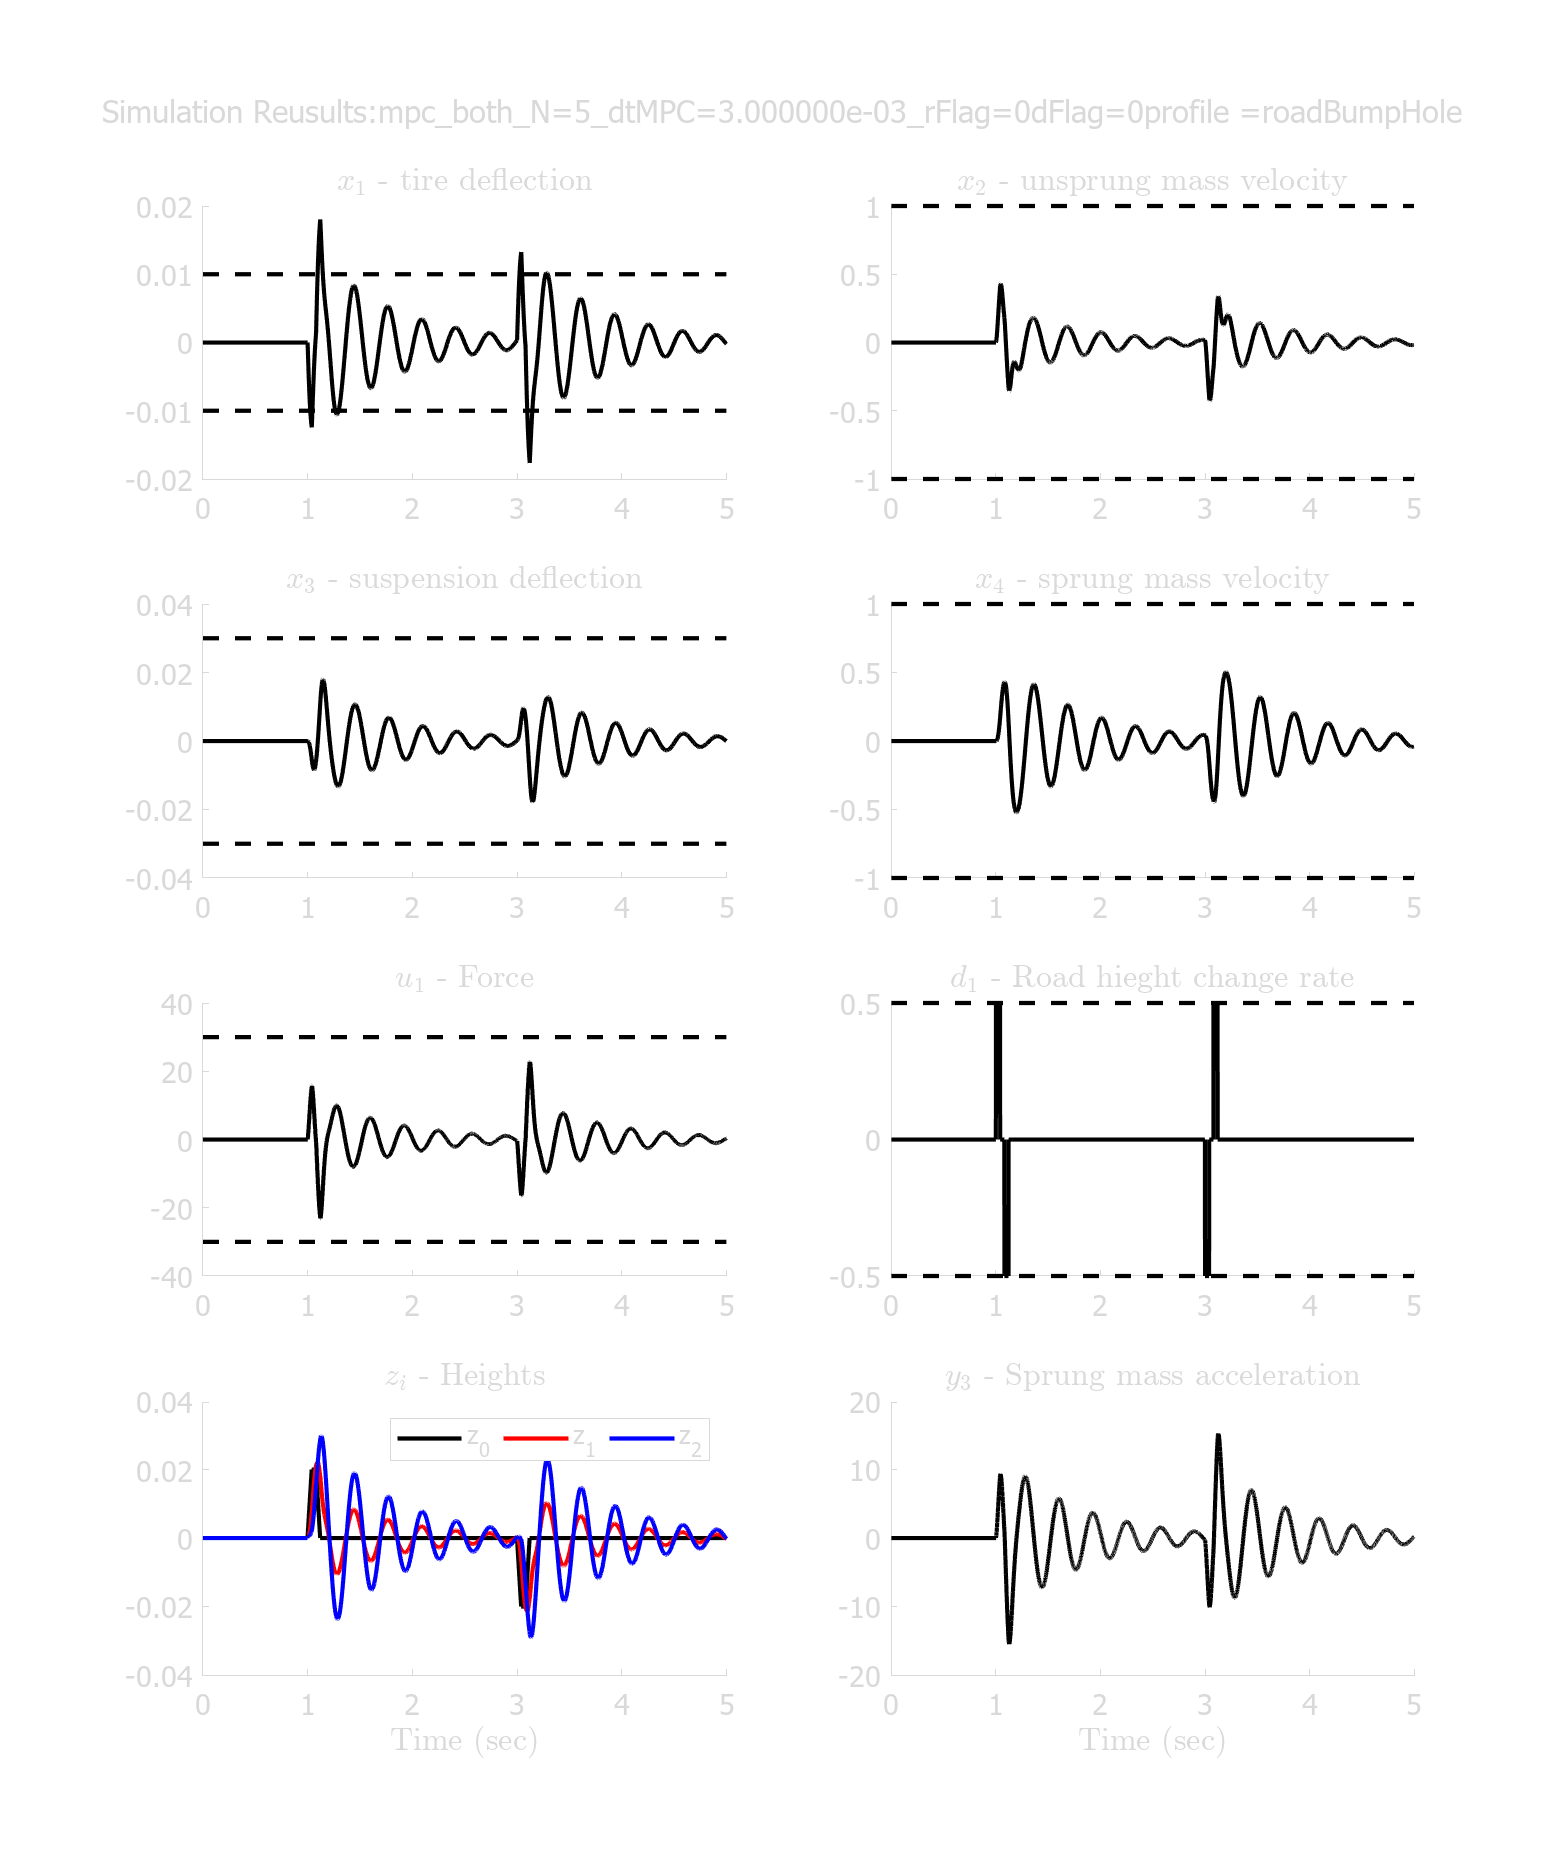 Simulation Reusults:mpc_both_N=5_dtMPC=3.000000e-03_rFlag=0dFlag=0profile =roadBumpHole
x₁ - tire deflection
0.02
0.01
0
-0.01
-0.02
0 1 2 3 4 5
x₂ - unsprung mass velocity
1
0.5
0
-0.5
-1
0 1 2 3 4 5
x₃ - suspension deflection
0.04
0.02
0
-0.02
-0.04
0 1 2 3 4 5
x₄ - sprung mass velocity
1
0.5
0
-0.5
-1
0 1 2 3 4 5
u₁ - Force
40
20
0
-20
-40
0 1 2 3 4 5
d₁ - Road hieght change rate
0.5
0
-0.5
0 1 2 3 4 5
zᵢ - Heights
0.04
0.02
0
-0.02
-0.04
z₀ z₁ z₂
0 1 2 3 4 5
Time (sec)
y₃ - Sprung mass acceleration
20
10
0
-10
-20
0 1 2 3 4 5
Time (sec)